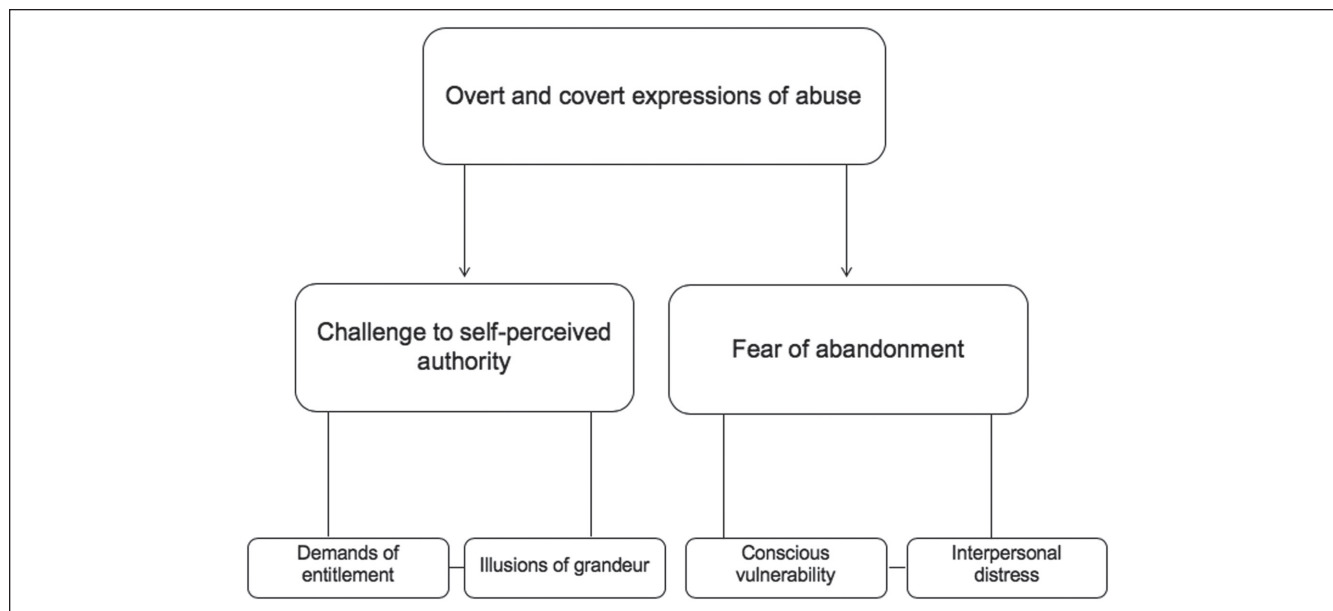 Overt and covert expressions of abuse
Challenge to self-perceived
authority
Fear of abandonment
Demands of
entitlement
Illusions of grandeur
Conscious
vulnerability
Interpersonal
distress